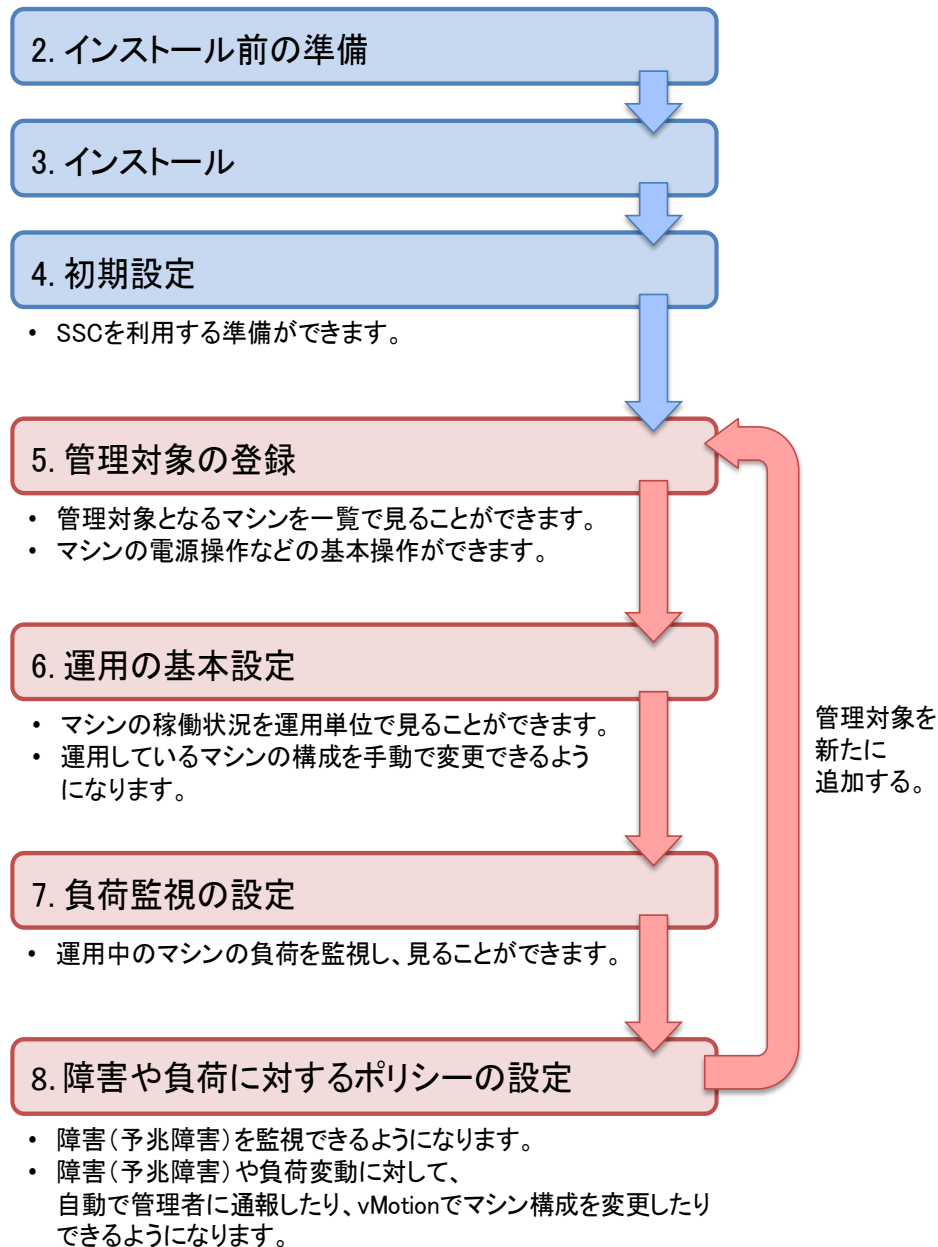 2. インストール前の準備
3. インストール
4. 初期設定
• SSCを利用する準備ができます。
5. 管理対象の登録
• 管理対象となるマシンを一覧で見ることができます。
• マシンの電源操作などの基本操作ができます。
6. 運用の基本設定
• マシンの稼働状況を運用単位で見ることができます。
• 運用しているマシンの構成を手動で変更できるよう
になります。
管理対象を
新たに
追加する。
7. 負荷監視の設定
• 運用中のマシンの負荷を監視し、見ることができます。
8. 障害や負荷に対するポリシーの設定
• 障害(予兆障害)を監視できるようになります。
• 障害(予兆障害)や負荷変動に対して、
自動で管理者に通報したり、vMotionでマシン構成を変更したり
できるようになります。